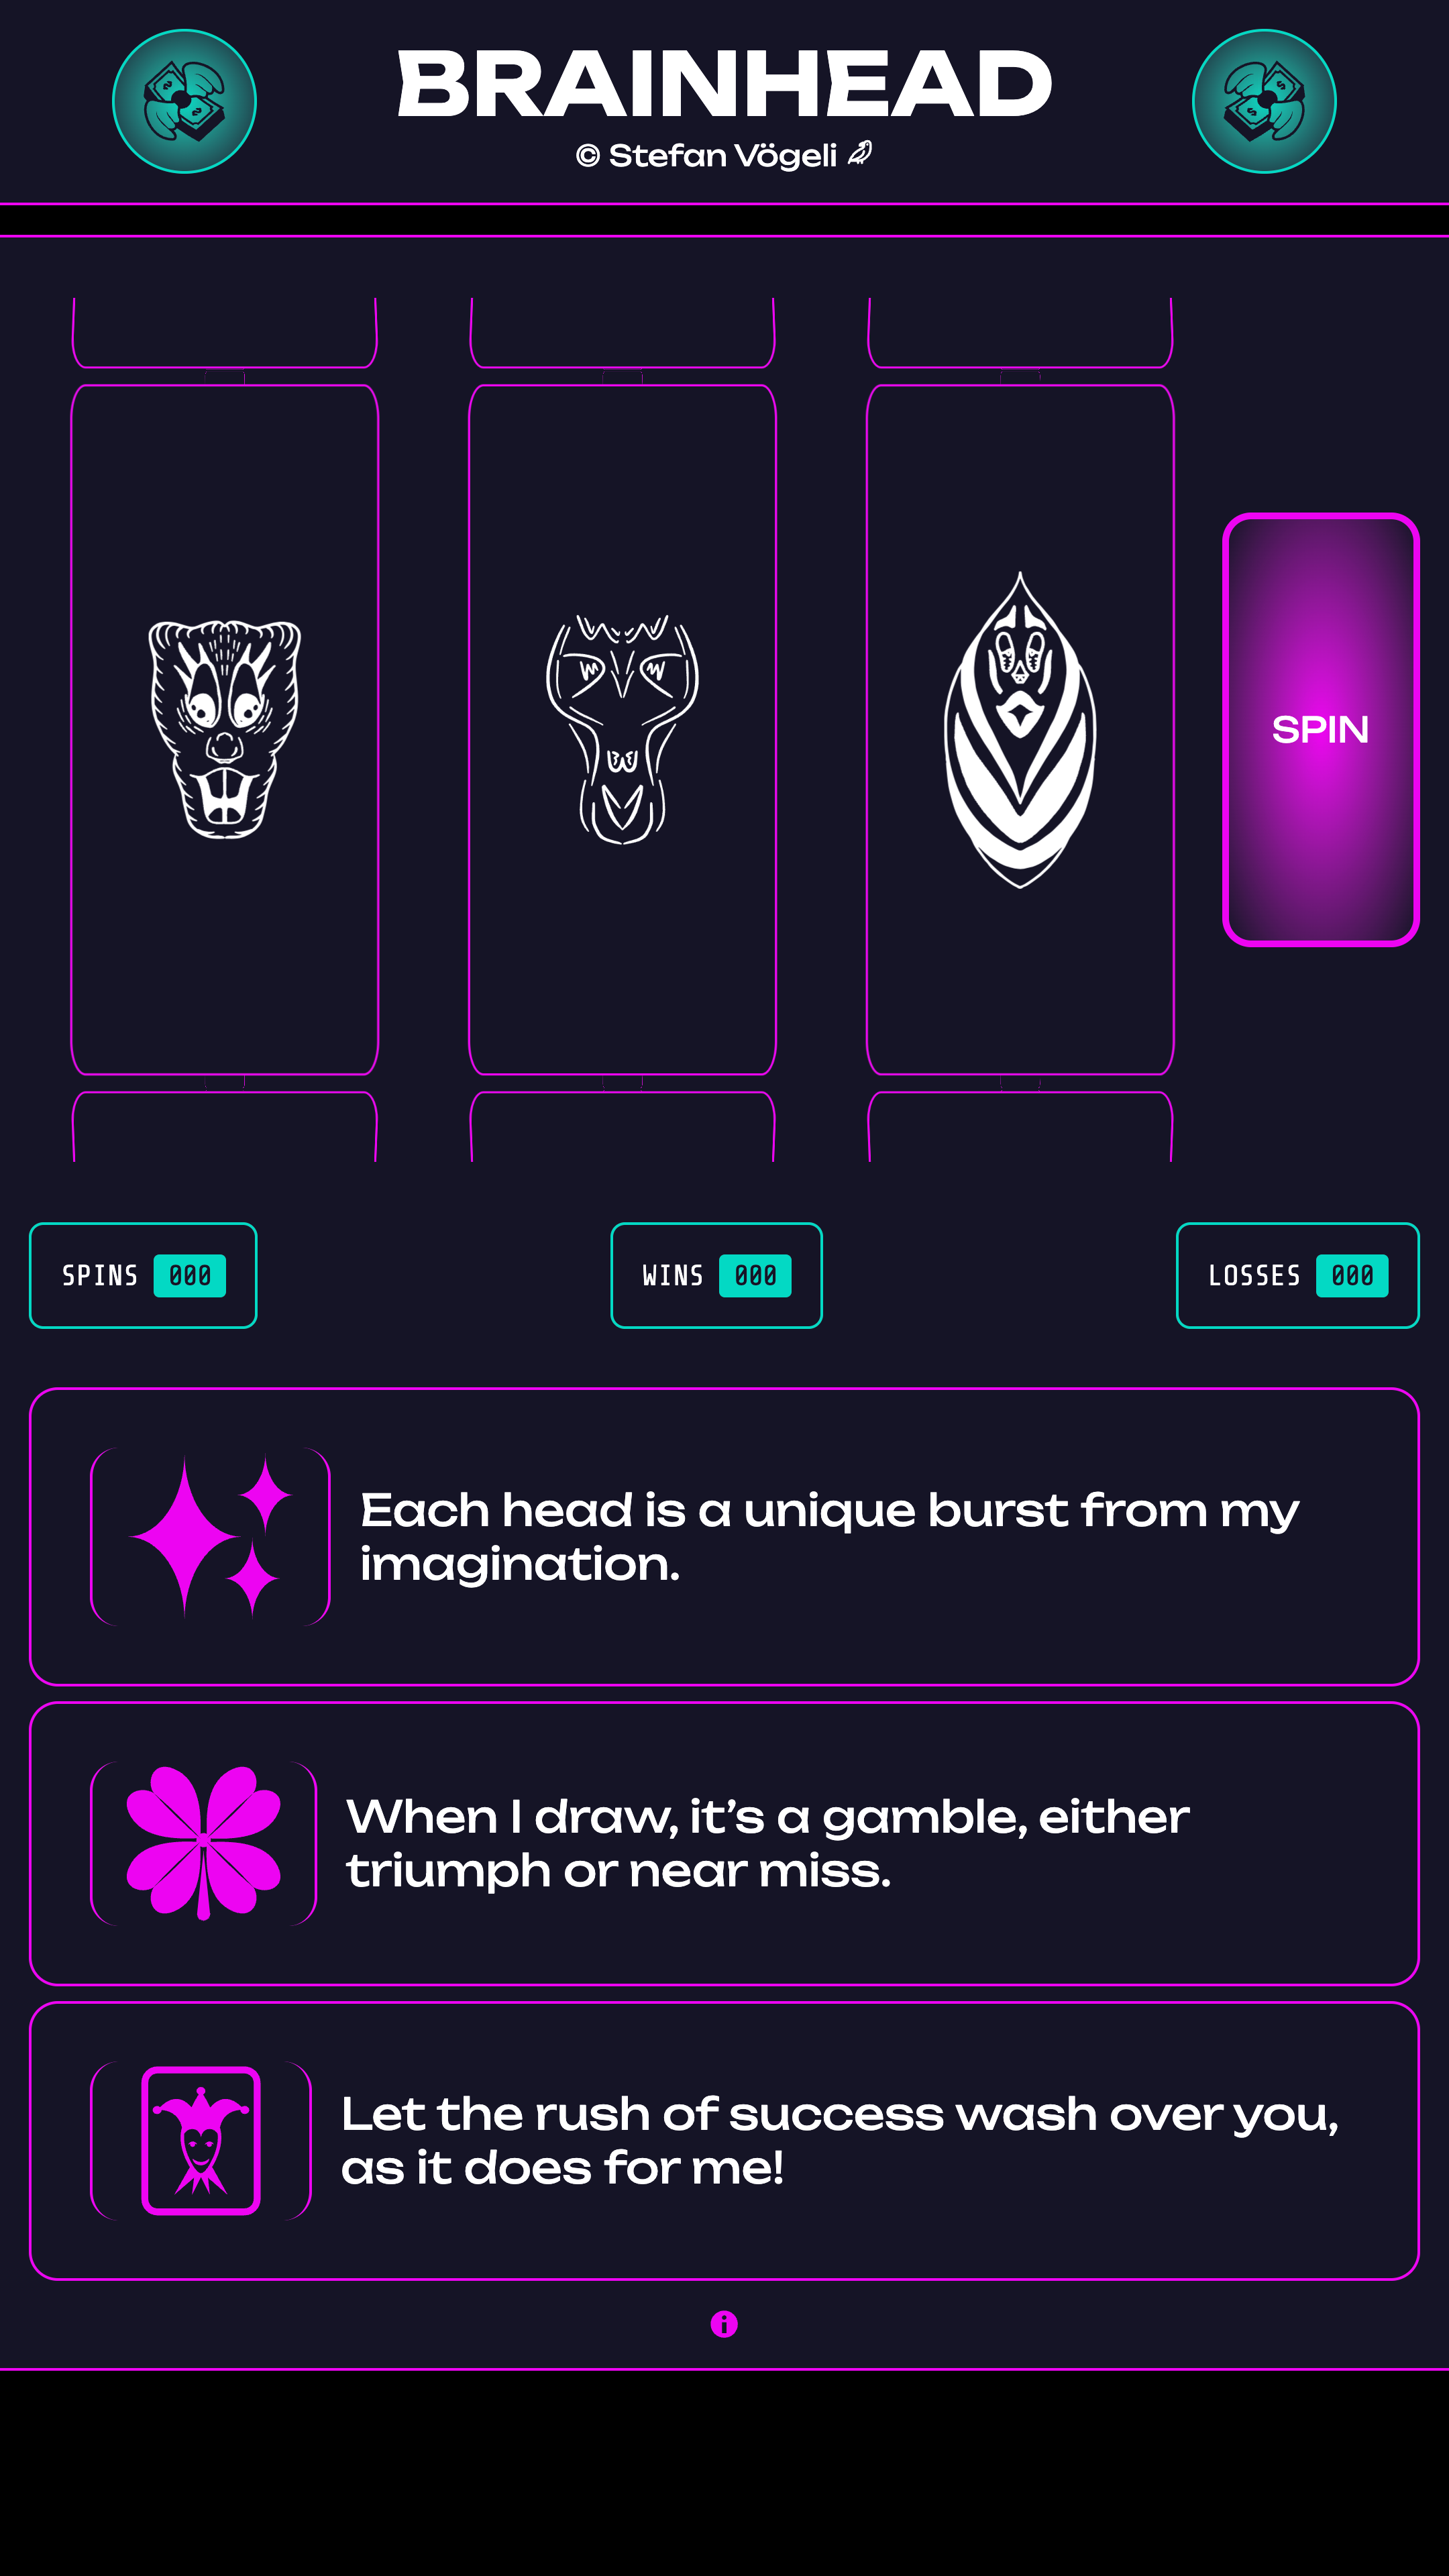 BRAINHEAD
© Stefan Vögeli
SPIN
SPINS 000
WINS 000
LOSSES 000
Each head is a unique burst from my
imagination.
When I draw, it’s a gamble, either
triumph or near miss.
Let the rush of success wash over you,
as it does for me!